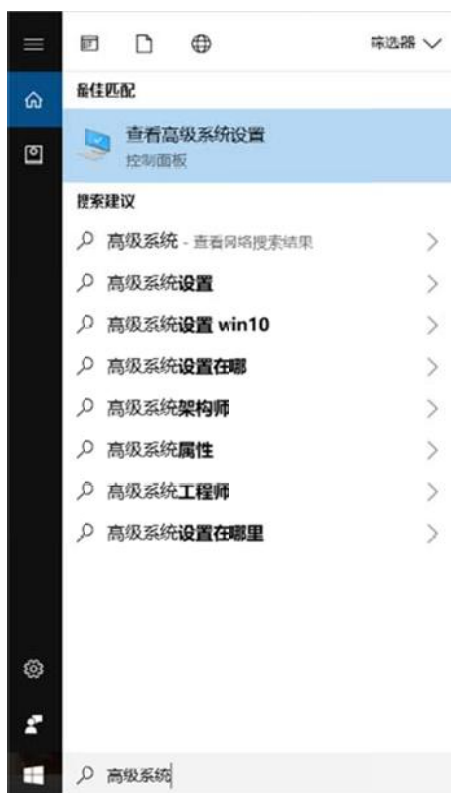 筛选器
最佳匹配
查看高级系统设置
控制面板
搜索建议
高级系统 - 查看网络搜索结果
高级系统设置
高级系统设置 win10
高级系统设置在哪
高级系统架构师
高级系统属性
高级系统工程师
高级系统设置在哪里
高级系统